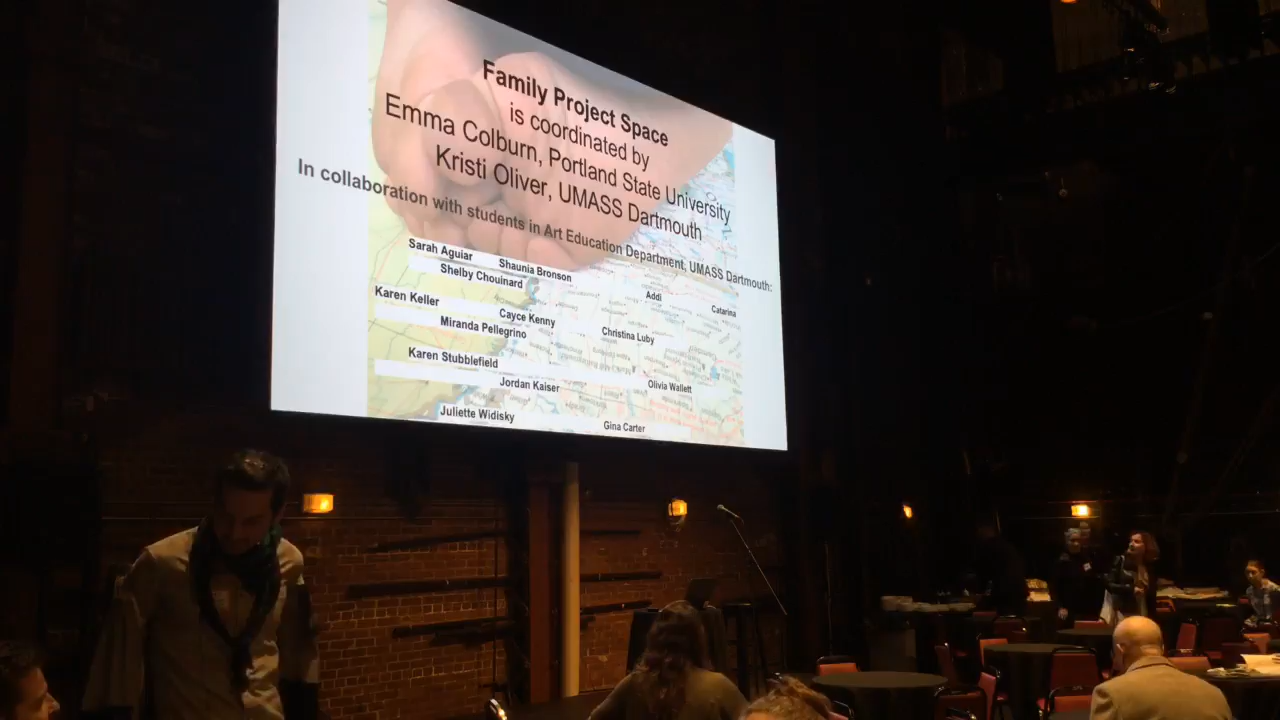 Family Project Space
is coordinated by
Emma Colburn, Portland State University
Kristi Oliver, UMASS Dartmouth
In collaboration with students in Art Education Department, UMASS Dartmouth:
Sarah Aguiar
Shaunia Bronson
Shelby Chouinard
Addi
Catarina
Karen Keller
Cayce Kenny
Miranda Pellegrino
Christina Luby
Karen Stubblefield
Jordan Kaiser
Olivia Wallett
Juliette Widisky
Gina Carter